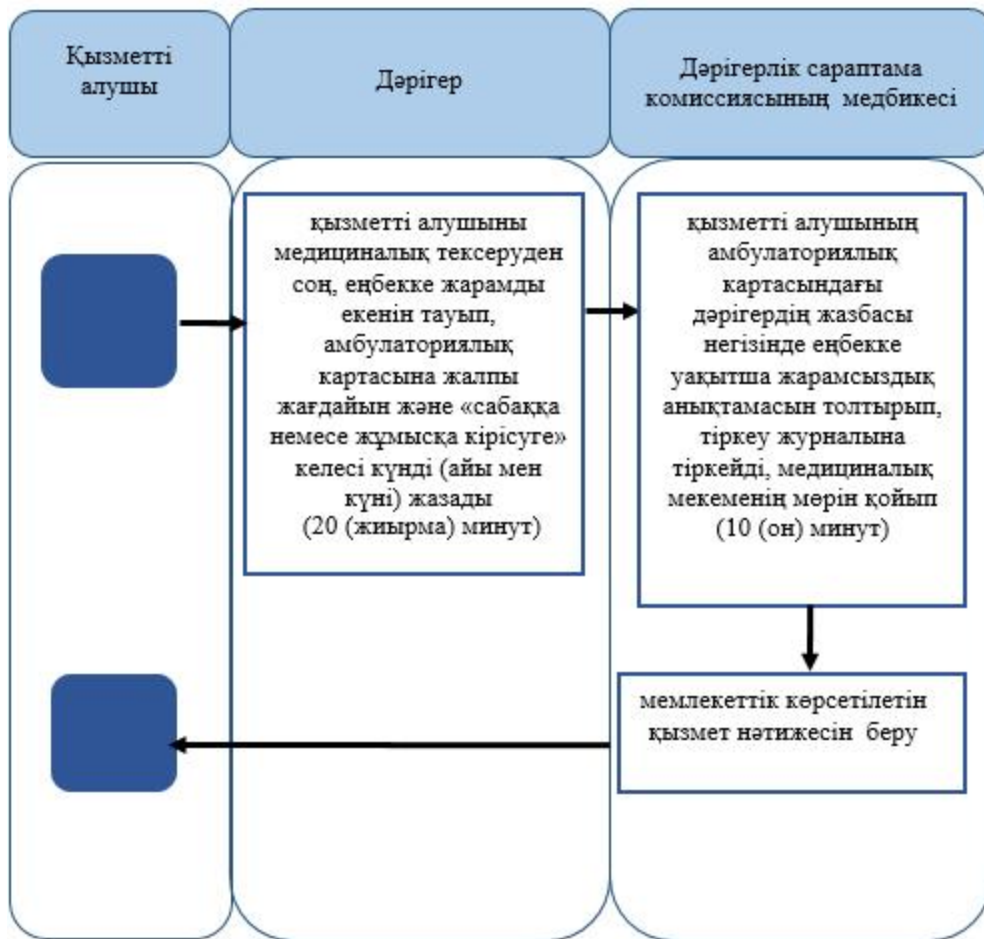 Қызметті
алушы
Дәрігер
Дәрігерлік сараптама
комиссиясының медбикесі
қызметті алушыны
медициналық тексеруден
соң, еңбекке жарамды
екенін тауып,
амбулаториялық
картасына жалпы
жағдайын және «сабаққа
немесе жұмысқа кірісуге»
келесі күнді (айы мен
күні) жазады
(20 (жиырма) минут)
қызметті алушының
амбулаториялық
картасындағы
дәрігердің жазбасы
негізінде еңбекке
уақытша жарамсыздық
анықтамасын толтырып,
тіркеу журналына
тіркейді, медициналық
мекеменің мөрін қойып
(10 (он) минут)
мемлекеттік көрсетілетін
қызмет нәтижесін беру